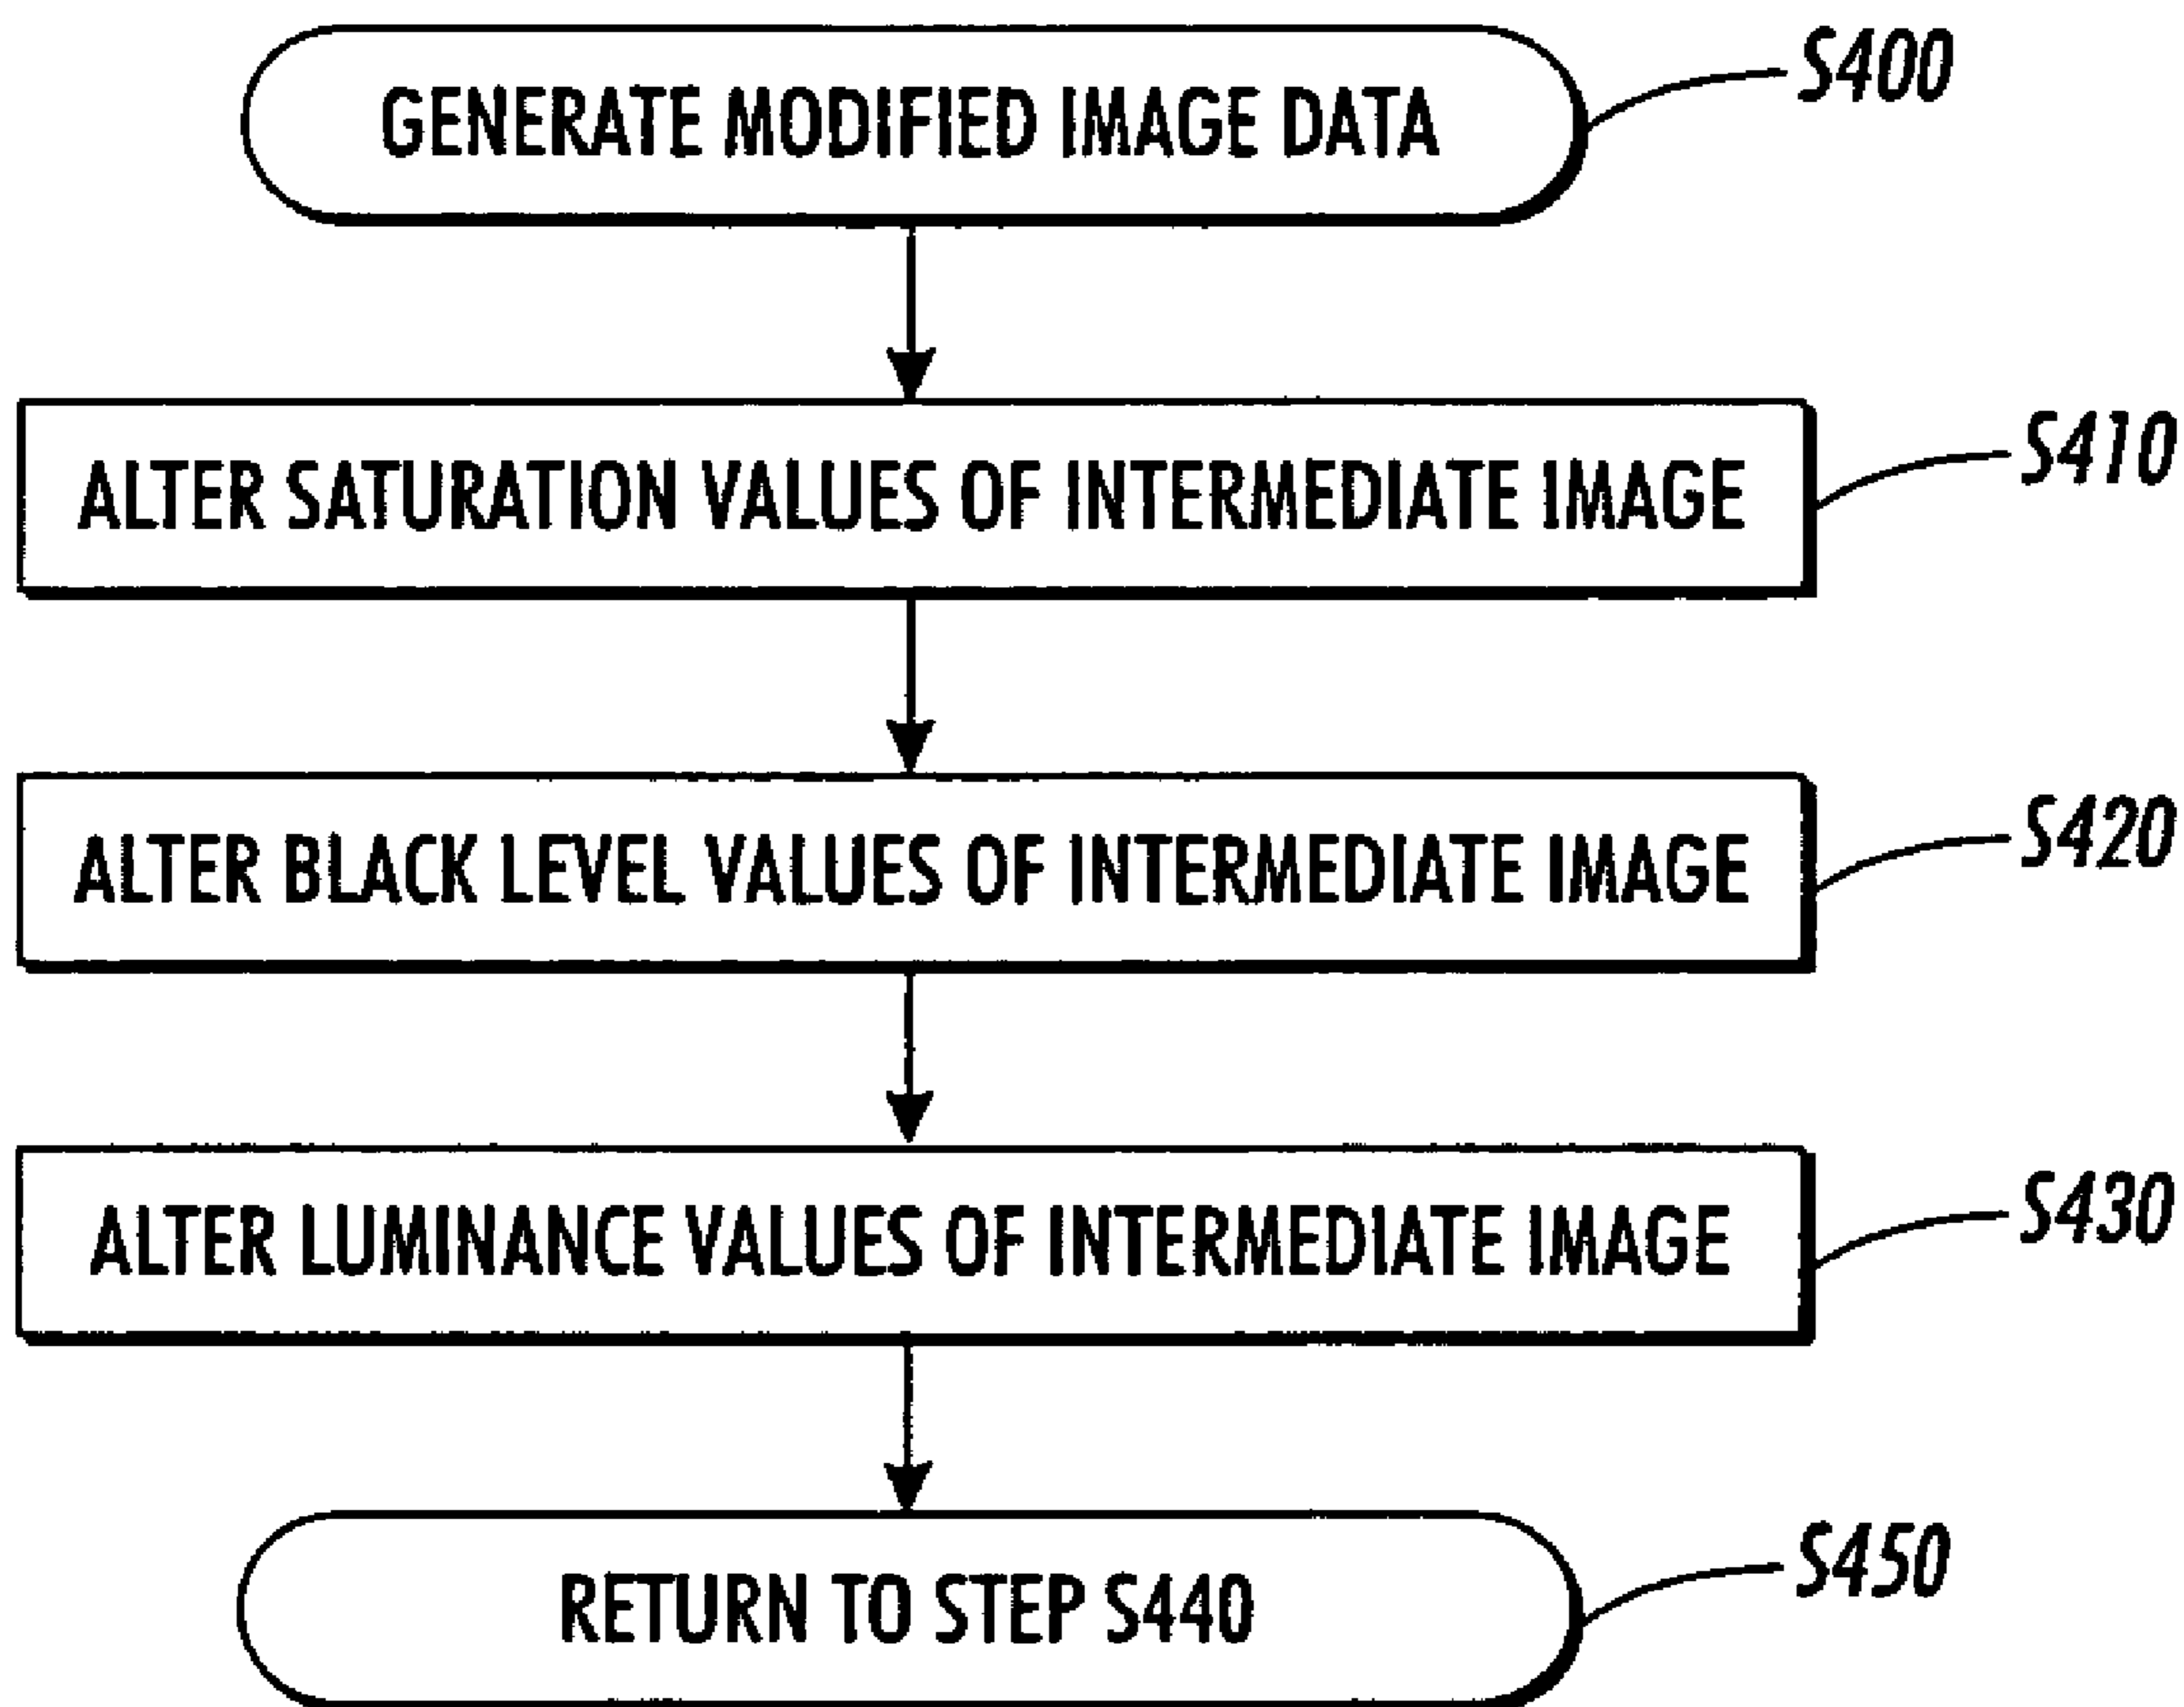 GENERATE MODIFIED IMAGE DATA
S400
ALTER SATURATION VALUES OF INTERMEDIATE IMAGE
S410
ALTER BLACK LEVEL VALUES OF INTERMEDIATE IMAGE
S420
ALTER LUMINANCE VALUES OF INTERMEDIATE IMAGE
S430
RETURN TO STEP S440
S450